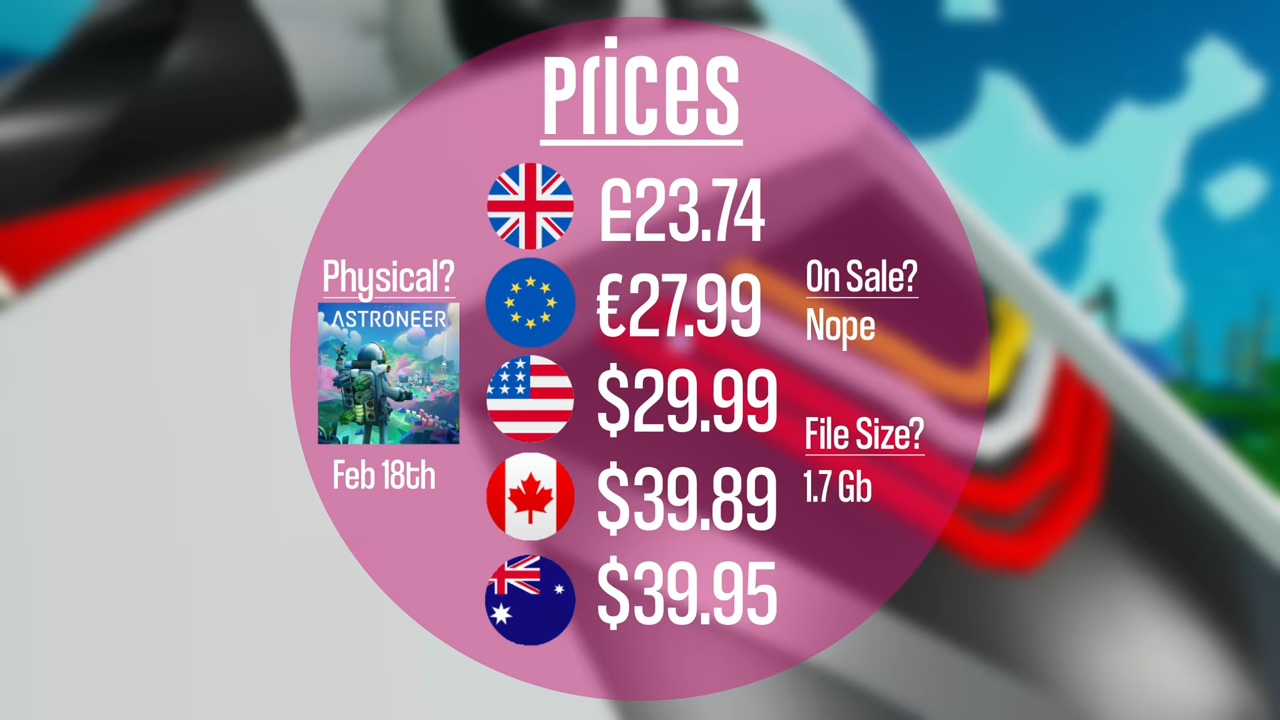 Prices
£23.74
€27.99
$29.99
$39.89
$39.95
Physical?
ASTRONEER
Feb 18th
On Sale?
Nope
File Size?
1.7 Gb